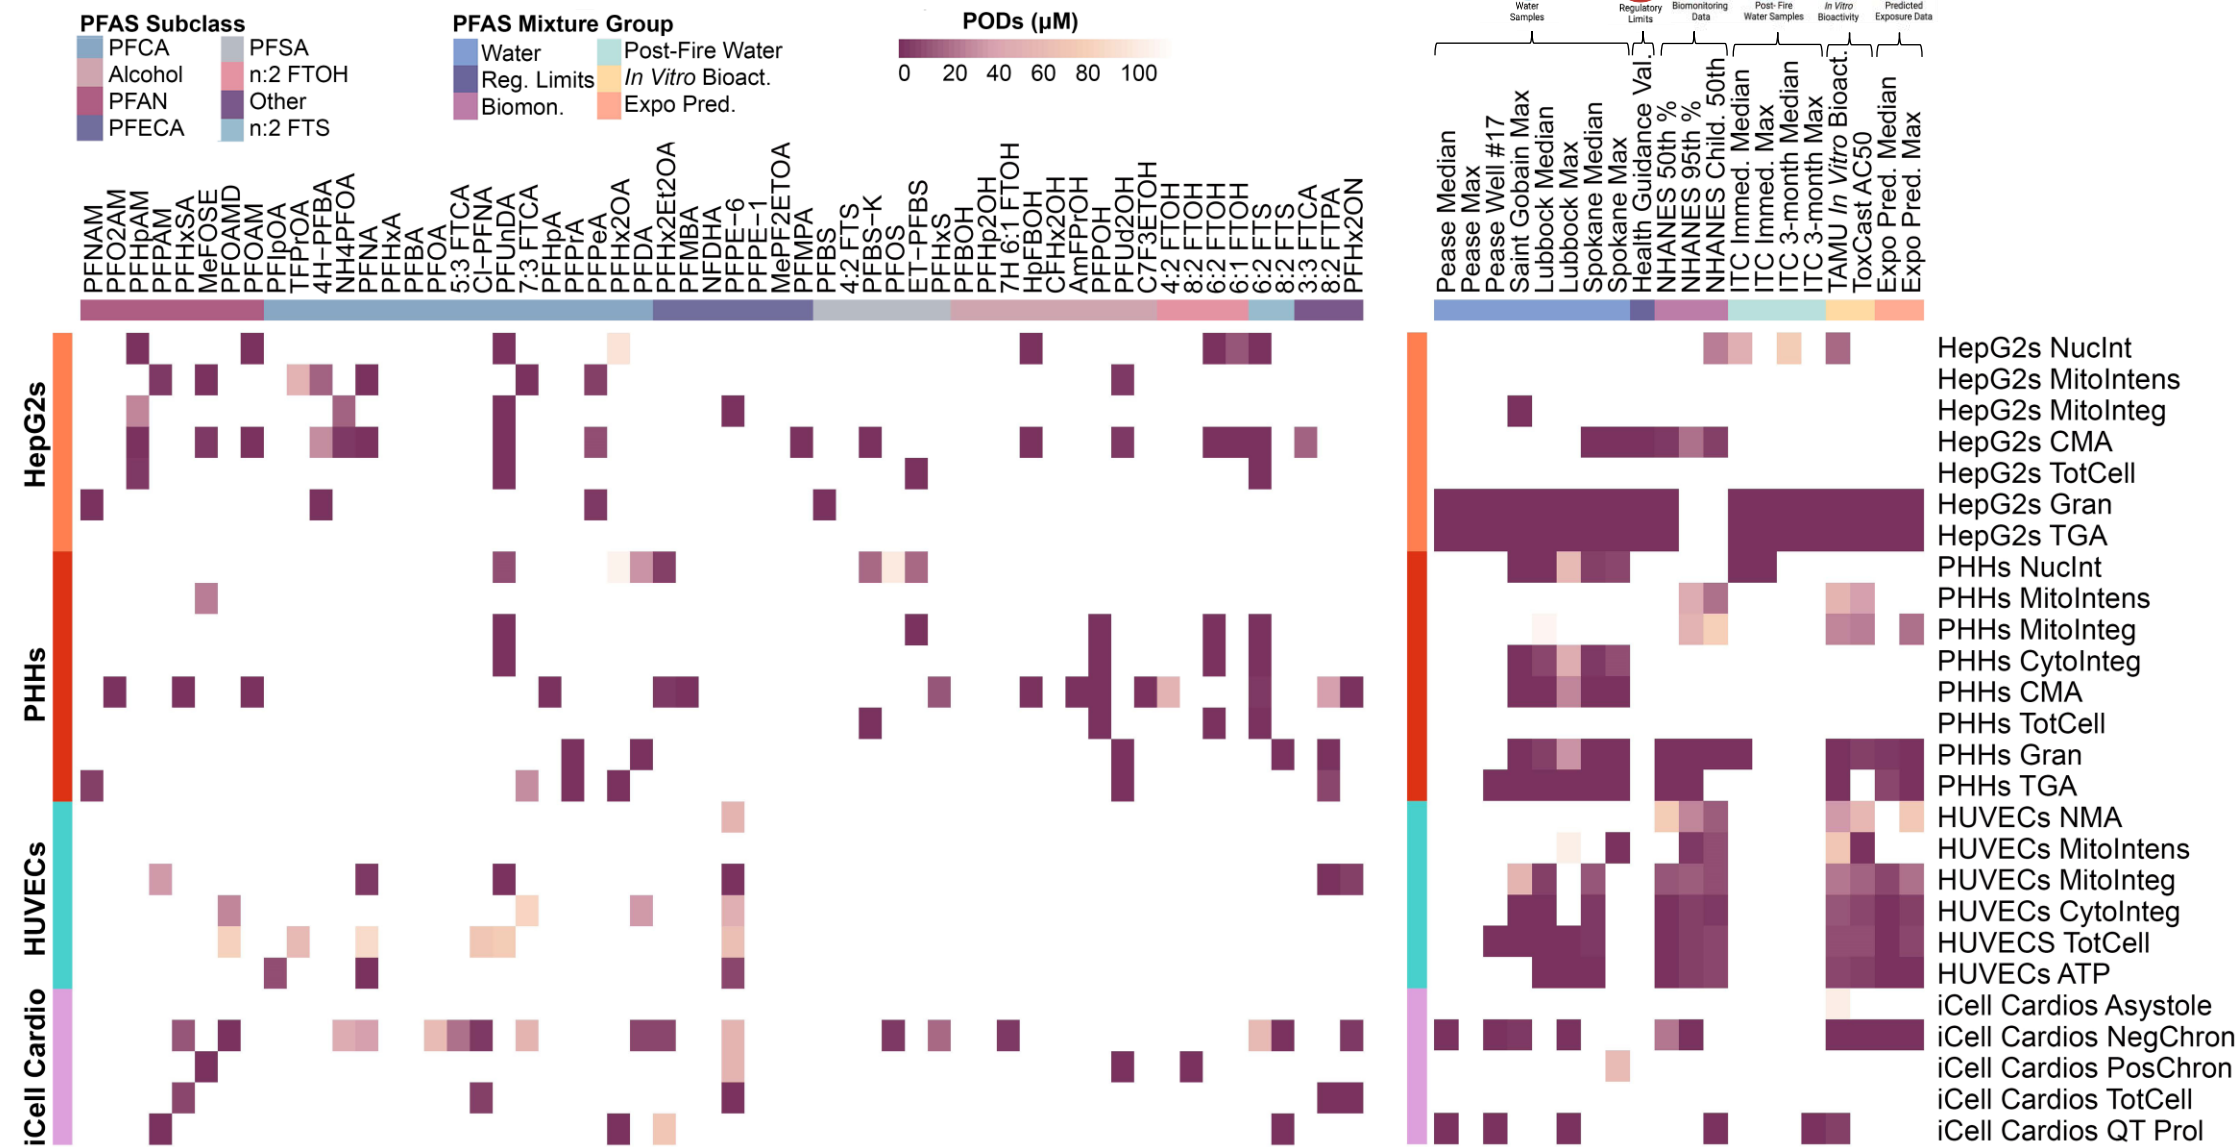 PFAS Subclass
PFCA
Alcohol
PFAN
PFECA
PFSA
n:2 FTOH
Other
n:2 FTS
PFAS Mixture Group
Water
Reg. Limits
Biomon.
Post-Fire Water
In Vitro Bioact.
Expo Pred.
PODs (µM)
0 20 40 60 80 100
Water
Samples
Regulatory
Limits
Biomonitoring
Data
Post- Fire
Water Samples
In Vitro
Bioactivity
Predicted
Exposure Data
PFNAM
PFO2AM
PFHpAM
PFPAM
PFHxSA
MeFOSE
PFOAMD
PFOAM
PFIpOA
TFPrOA
4H-PFBA
NH4PFOA
PFNA
PFHxA
PFBA
PFOA
5:3 FTCA
Cl-PFNA
PFUnDA
7:3 FTCA
PFHpA
PFPrA
PFPeA
PFHx2OA
PFDA
PFHx2Et2OA
PFMBA
NFDHA
PFPE-6
PFPE-1
MePF2ETOA
PFMPA
PFBS
4:2 FTS
PFBS-K
PFOS
ET-PFBS
PFHxS
PFBOH
PFHp2OH
7H 6:1 FTOH
HpFBOH
CFHx2OH
AmFPrOH
PFPOH
PFUd2OH
C7F3ETOH
4:2 FTOH
8:2 FTOH
6:2 FTOH
6:1 FTOH
6:2 FTS
8:2 FTS
3:3 FTCA
8:2 FTPA
PFHx2ON
Pease Median
Pease Max
Pease Well #17
Saint Gobain Max
Lubbock Median
Lubbock Max
Spokane Median
Spokane Max
Health Guidance Val.
NHANES 50th %
NHANES 95th %
NHANES Child. 50th
ITC Immed. Median
ITC Immed. Max
ITC 3-month Median
ITC 3-month Max
TAMU In Vitro Bioact.
ToxCast AC50
Expo Pred. Median
Expo Pred. Max
HepG2s
PHHs
HUVECs
iCell Cardio
HepG2s NucInt
HepG2s MitoIntens
HepG2s MitoInteg
HepG2s CMA
HepG2s TotCell
HepG2s Gran
HepG2s TGA
PHHs NucInt
PHHs MitoIntens
PHHs MitoInteg
PHHs CytoInteg
PHHs CMA
PHHs TotCell
PHHs Gran
PHHs TGA
HUVECs NMA
HUVECs MitoIntens
HUVECs MitoInteg
HUVECs CytoInteg
HUVECS TotCell
HUVECs ATP
iCell Cardios Asystole
iCell Cardios NegChron
iCell Cardios PosChron
iCell Cardios TotCell
iCell Cardios QT Prol